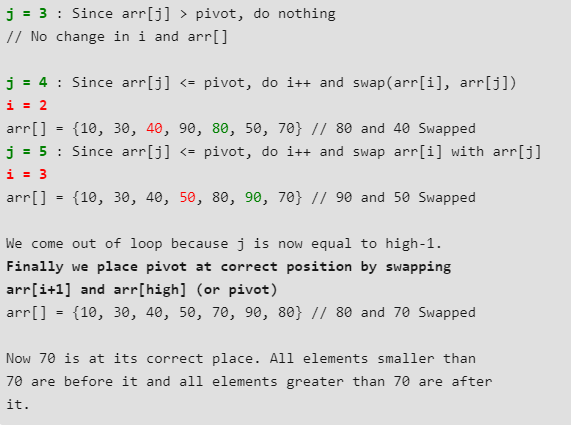 j = 3 : Since arr[j] > pivot, do nothing
// No change in i and arr[]
j = 4 : Since arr[j] <= pivot, do i++ and swap(arr[i], arr[j])
i = 2
arr[] = {10, 30, 40, 90, 80, 50, 70} // 80 and 40 Swapped
j = 5 : Since arr[j] <= pivot, do i++ and swap arr[i] with arr[j]
i = 3
arr[] = {10, 30, 40, 50, 80, 90, 70} // 90 and 50 Swapped
We come out of loop because j is now equal to high-1.
Finally we place pivot at correct position by swapping
arr[i+1] and arr[high] (or pivot)
arr[] = {10, 30, 40, 50, 70, 90, 80} // 80 and 70 Swapped
Now 70 is at its correct place. All elements smaller than
70 are before it and all elements greater than 70 are after
it.